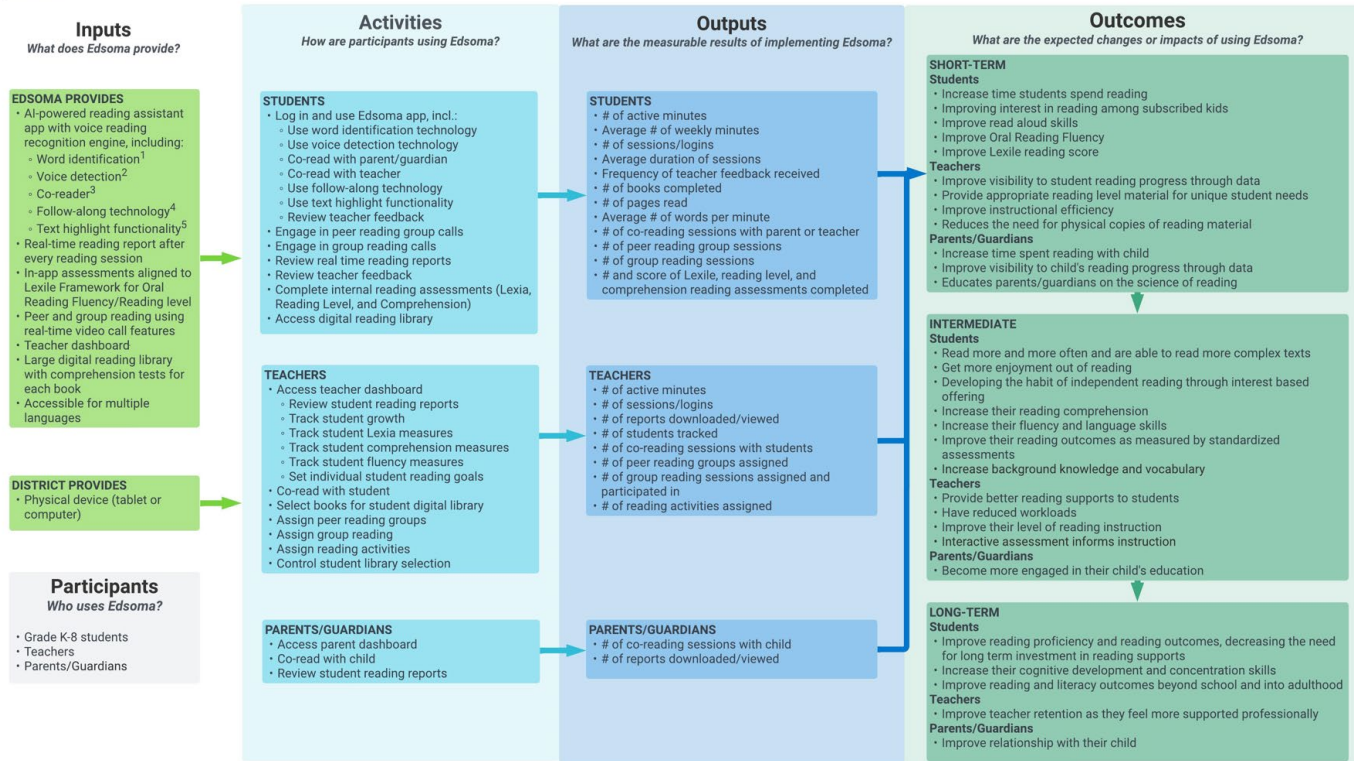 Inputs
What does Edsoma provide?
EDSOMA PROVIDES
• AI-powered reading assistant
app with voice reading
recognition engine, including:
◦ Word identification¹
◦ Voice detection²
◦ Co-reader³
◦ Follow-along technology⁴
◦ Text highlight functionality⁵
• Real-time reading report after
every reading session
• In-app assessments aligned to
Lexile Framework for Oral
Reading Fluency/Reading level
• Peer and group reading using
real-time video call features
• Teacher dashboard
• Large digital reading library
with comprehension tests for
each book
• Accessible for multiple
languages
DISTRICT PROVIDES
• Physical device (tablet or
computer)
Participants
Who uses Edsoma?
• Grade K-8 students
• Teachers
• Parents/Guardians
Activities
How are participants using Edsoma?
STUDENTS
• Log in and use Edsoma app, incl.:
◦ Use word identification technology
◦ Use voice detection technology
◦ Co-read with parent/guardian
◦ Co-read with teacher
◦ Use follow-along technology
◦ Use text highlight functionality
◦ Review teacher feedback
• Engage in peer reading group calls
• Engage in group reading calls
• Review real time reading reports
• Review teacher feedback
• Complete internal reading assessments (Lexia,
Reading Level, and Comprehension)
• Access digital reading library
TEACHERS
• Access teacher dashboard
◦ Review student reading reports
◦ Track student growth
◦ Track student Lexia measures
◦ Track student comprehension measures
◦ Track student fluency measures
◦ Set individual student reading goals
• Co-read with student
• Select books for student digital library
• Assign peer reading groups
• Assign group reading
• Assign reading activities
• Control student library selection
PARENTS/GUARDIANS
• Access parent dashboard
• Co-read with child
• Review student reading reports
Outputs
What are the measurable results of implementing Edsoma?
STUDENTS
• # of active minutes
• Average # of weekly minutes
• # of sessions/logins
• Average duration of sessions
• Frequency of teacher feedback received
• # of books completed
• # of pages read
• Average # of words per minute
• # of co-reading sessions with parent or teacher
• # of peer reading group sessions
• # of group reading sessions
• # and score of Lexile, reading level, and
comprehension reading assessments completed
TEACHERS
• # of active minutes
• # of sessions/logins
• # of reports downloaded/viewed
• # of students tracked
• # of co-reading sessions with students
• # of peer reading groups assigned
• # of group reading sessions assigned and
participated in
• # of reading activities assigned
PARENTS/GUARDIANS
• # of co-reading sessions with child
• # of reports downloaded/viewed
Outcomes
What are the expected changes or impacts of using Edsoma?
SHORT-TERM
Students
• Increase time students spend reading
• Improving interest in reading among subscribed kids
• Improve read aloud skills
• Improve Oral Reading Fluency
• Improve Lexile reading score
Teachers
• Improve visibility to student reading progress through data
• Provide appropriate reading level material for unique student needs
• Improve instructional efficiency
• Reduces the need for physical copies of reading material
Parents/Guardians
• Increase time spent reading with child
• Improve visibility to child's reading progress through data
• Educates parents/guardians on the science of reading
INTERMEDIATE
Students
• Read more and more often and are able to read more complex texts
• Get more enjoyment out of reading
• Developing the habit of independent reading through interest based
offering
• Increase their reading comprehension
• Increase their fluency and language skills
• Improve their reading outcomes as measured by standardized
assessments
• Increase background knowledge and vocabulary
Teachers
• Provide better reading supports to students
• Have reduced workloads
• Improve their level of reading instruction
• Interactive assessment informs instruction
Parents/Guardians
• Become more engaged in their child's education
LONG-TERM
Students
• Improve reading proficiency and reading outcomes, decreasing the need
for long term investment in reading supports
• Increase their cognitive development and concentration skills
• Improve reading and literacy outcomes beyond school and into adulthood
Teachers
• Improve teacher retention as they feel more supported professionally
Parents/Guardians
• Improve relationship with their child